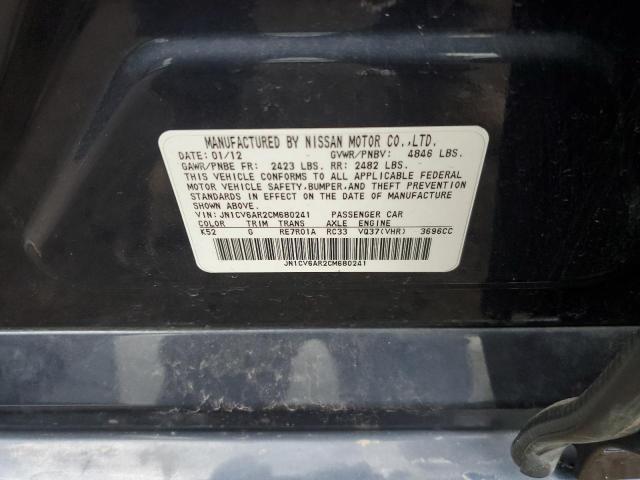 MANUFACTURED BY NISSAN MOTOR CO.,LTD.
DATE: 01/12 GVWR/PNBV: 4846 LBS.
GAWR/PNBE FR: 2423 LBS. RR: 2482 LBS.
THIS VEHICLE CONFORMS TO ALL APPLICABLE FEDERAL
MOTOR VEHICLE SAFETY,BUMPER,AND THEFT PREVENTION
STANDARDS IN EFFECT ON THE DATE OF MANUFACTURE
SHOWN ABOVE.
VIN: JN1CV6AR2CM680241 PASSENGER CAR
COLOR TRIM TRANS AXLE ENGINE
K52 G RE7R01A RC33 VQ37(VHR) 3696CC
JN1CV6AR2CM680241